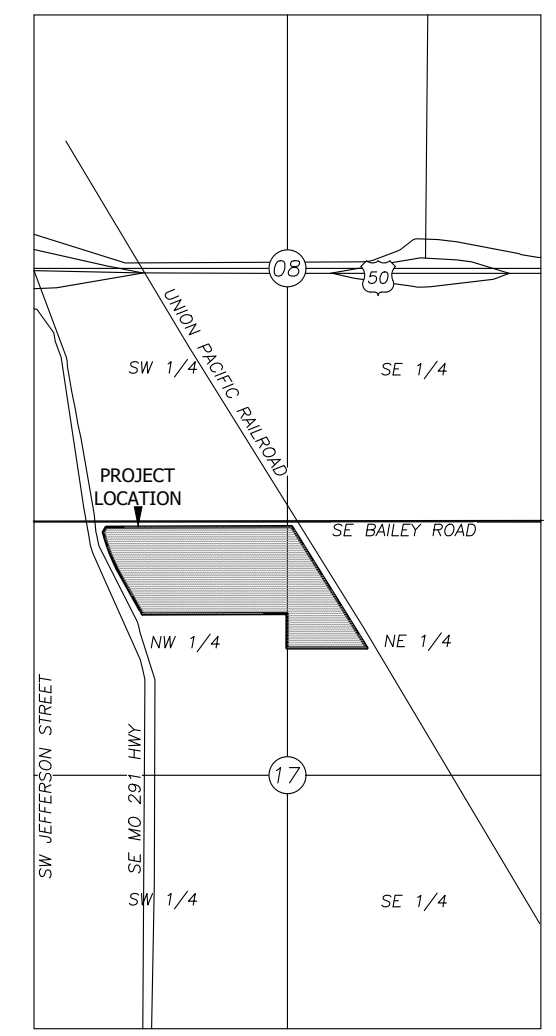 08
50
UNION PACIFIC RAILROAD
SW 1/4
SE 1/4
PROJECT
LOCATION
SE BAILEY ROAD
NW 1/4
NE 1/4
SW JEFFERSON STREET
SE MO 291 HWY
17
SW 1/4
SE 1/4